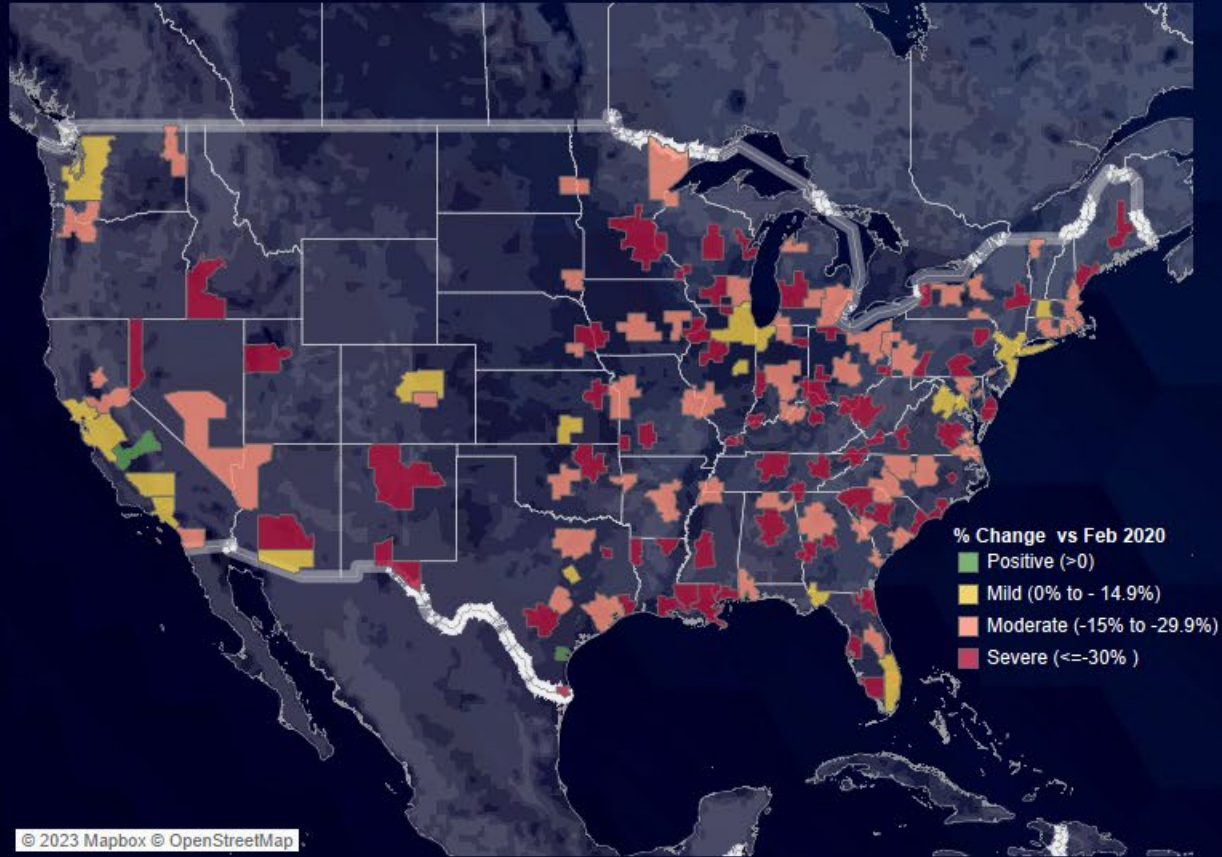 % Change vs Feb 2020
Positive (>0)
Mild (0% to - 14.9%)
Moderate (-15% to -29.9%)
Severe (<=-30% )
© 2023 Mapbox © OpenStreetMap